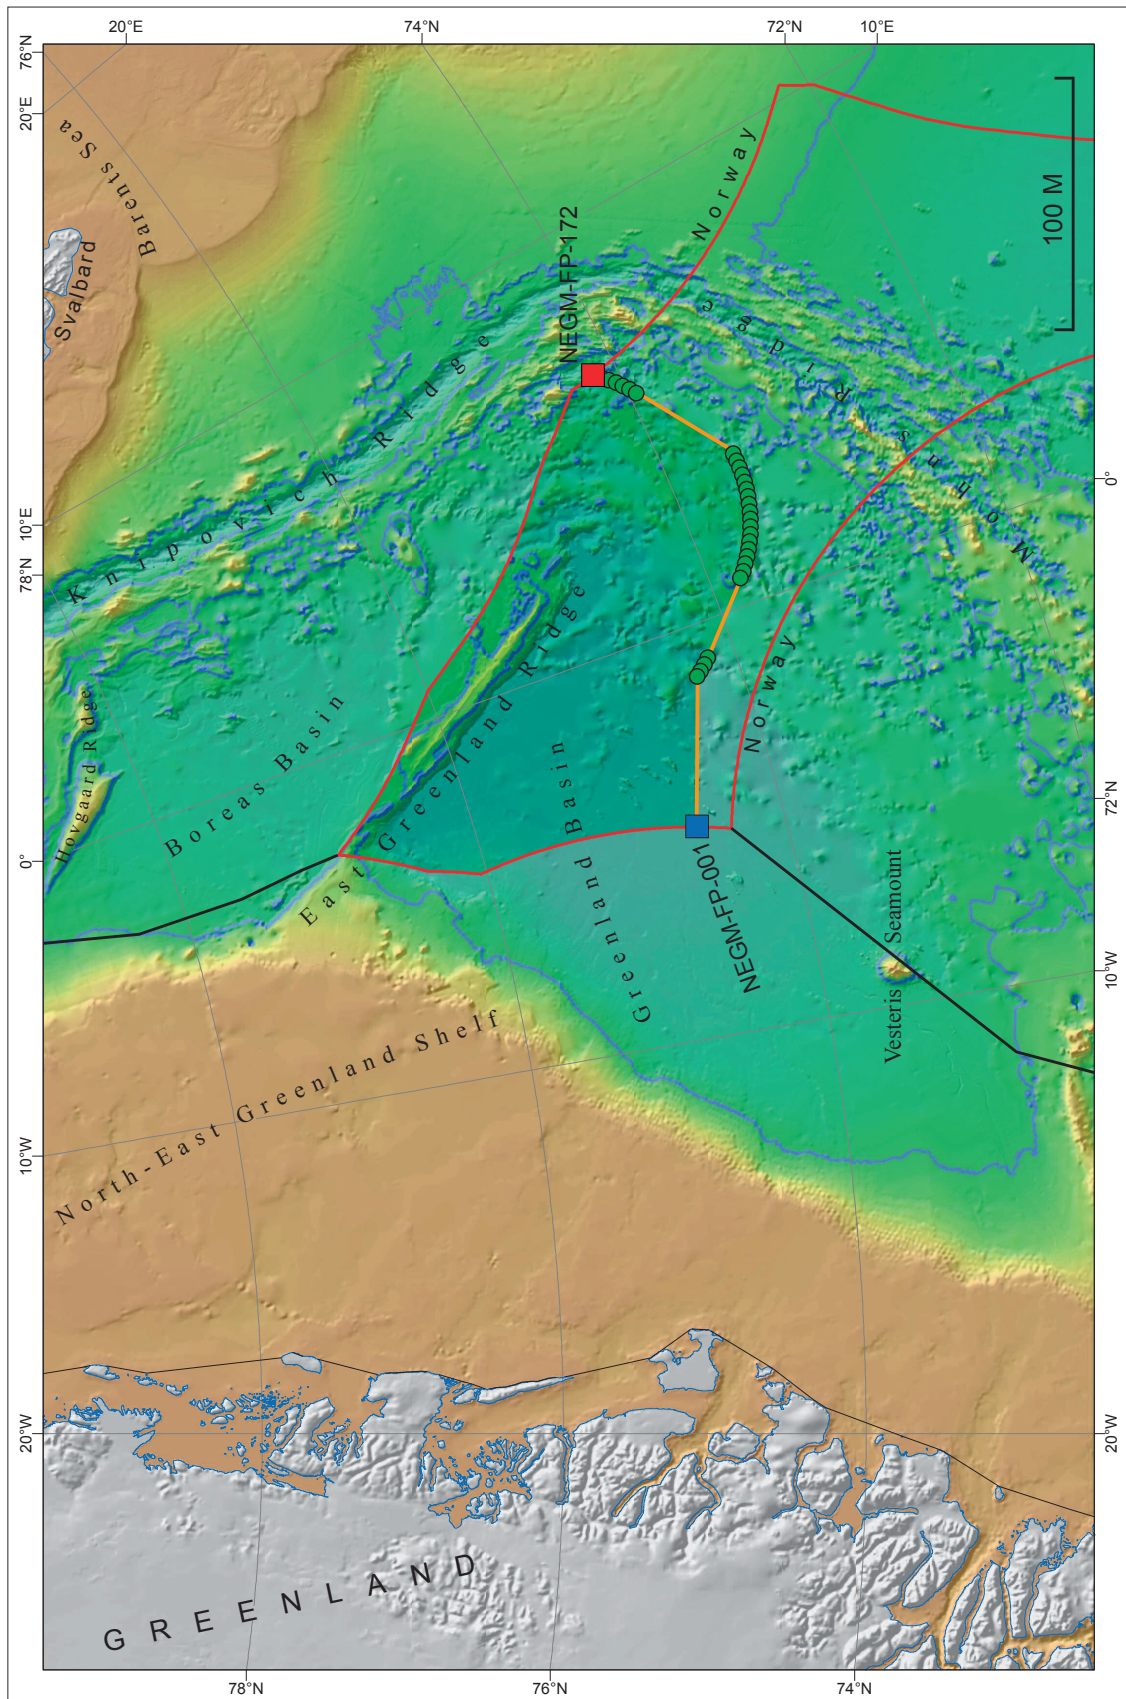 20°E
74°N
72°N
10°E
76°N
20°E
10°E
78°N
0°
10°W
20°W
0°
72°N
10°W
20°W
78°N
76°N
74°N
Barents Sea
Svalbard
Norway
100 M
NEGM-FP-172
Knipovich Ridge
Mohns Ridge
Hovgaard Ridge
Boreas Basin
East Greenland Ridge
Greenland Basin
Norway
NEGM-FP-001
Vesteris Seamount
North-East Greenland Shelf
GREENLAND